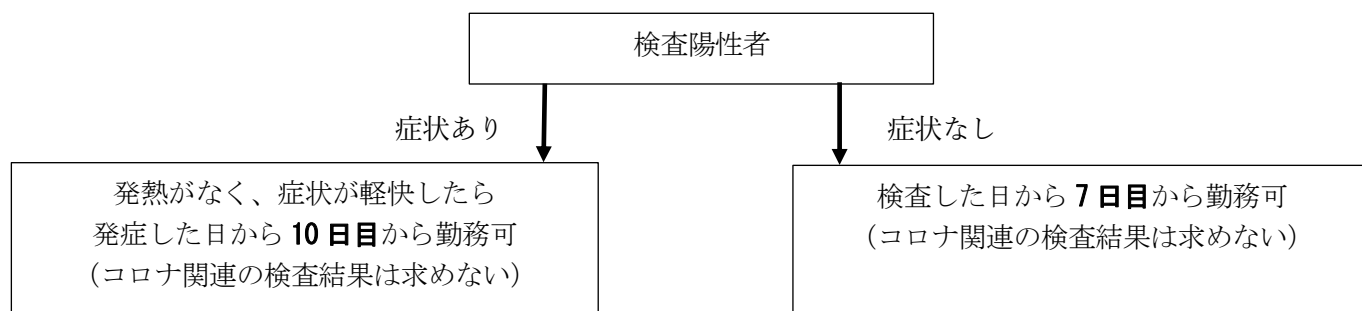 検査陽性者
症状あり
症状なし
発熱がなく、症状が軽快したら
発症した日から 10 日目から勤務可
（コロナ関連の検査結果は求めない）
検査した日から 7 日目から勤務可
（コロナ関連の検査結果は求めない）